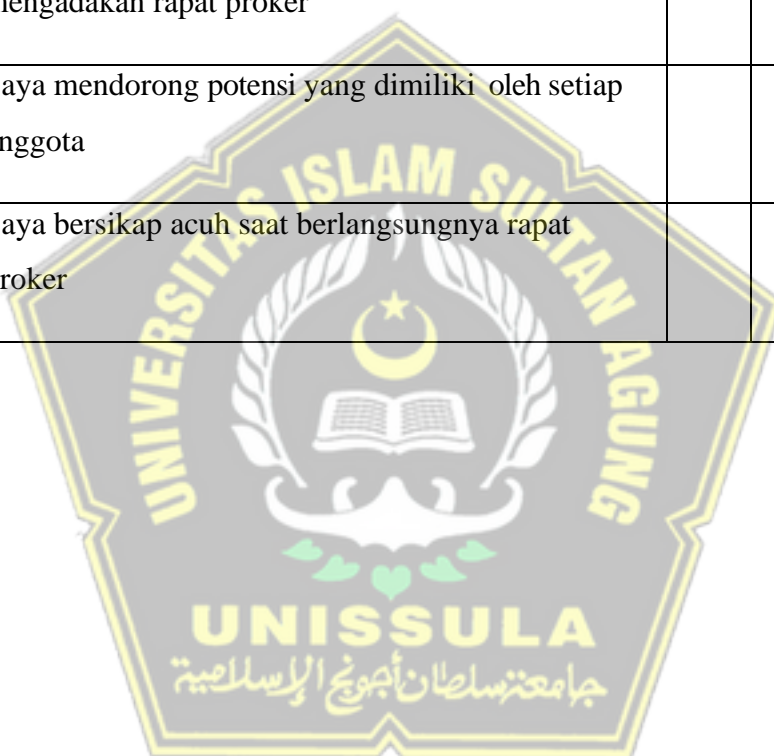 mengadakan rapat proker
aya mendorong potensi yang dimiliki oleh setiap
nggota
aya bersikap acuh saat berlangsungnya rapat
roker
UNIVERSITAS ISLAM SULTAN AGUNG
UNISSULA
جامعة سلطان أجونج الإسلامية